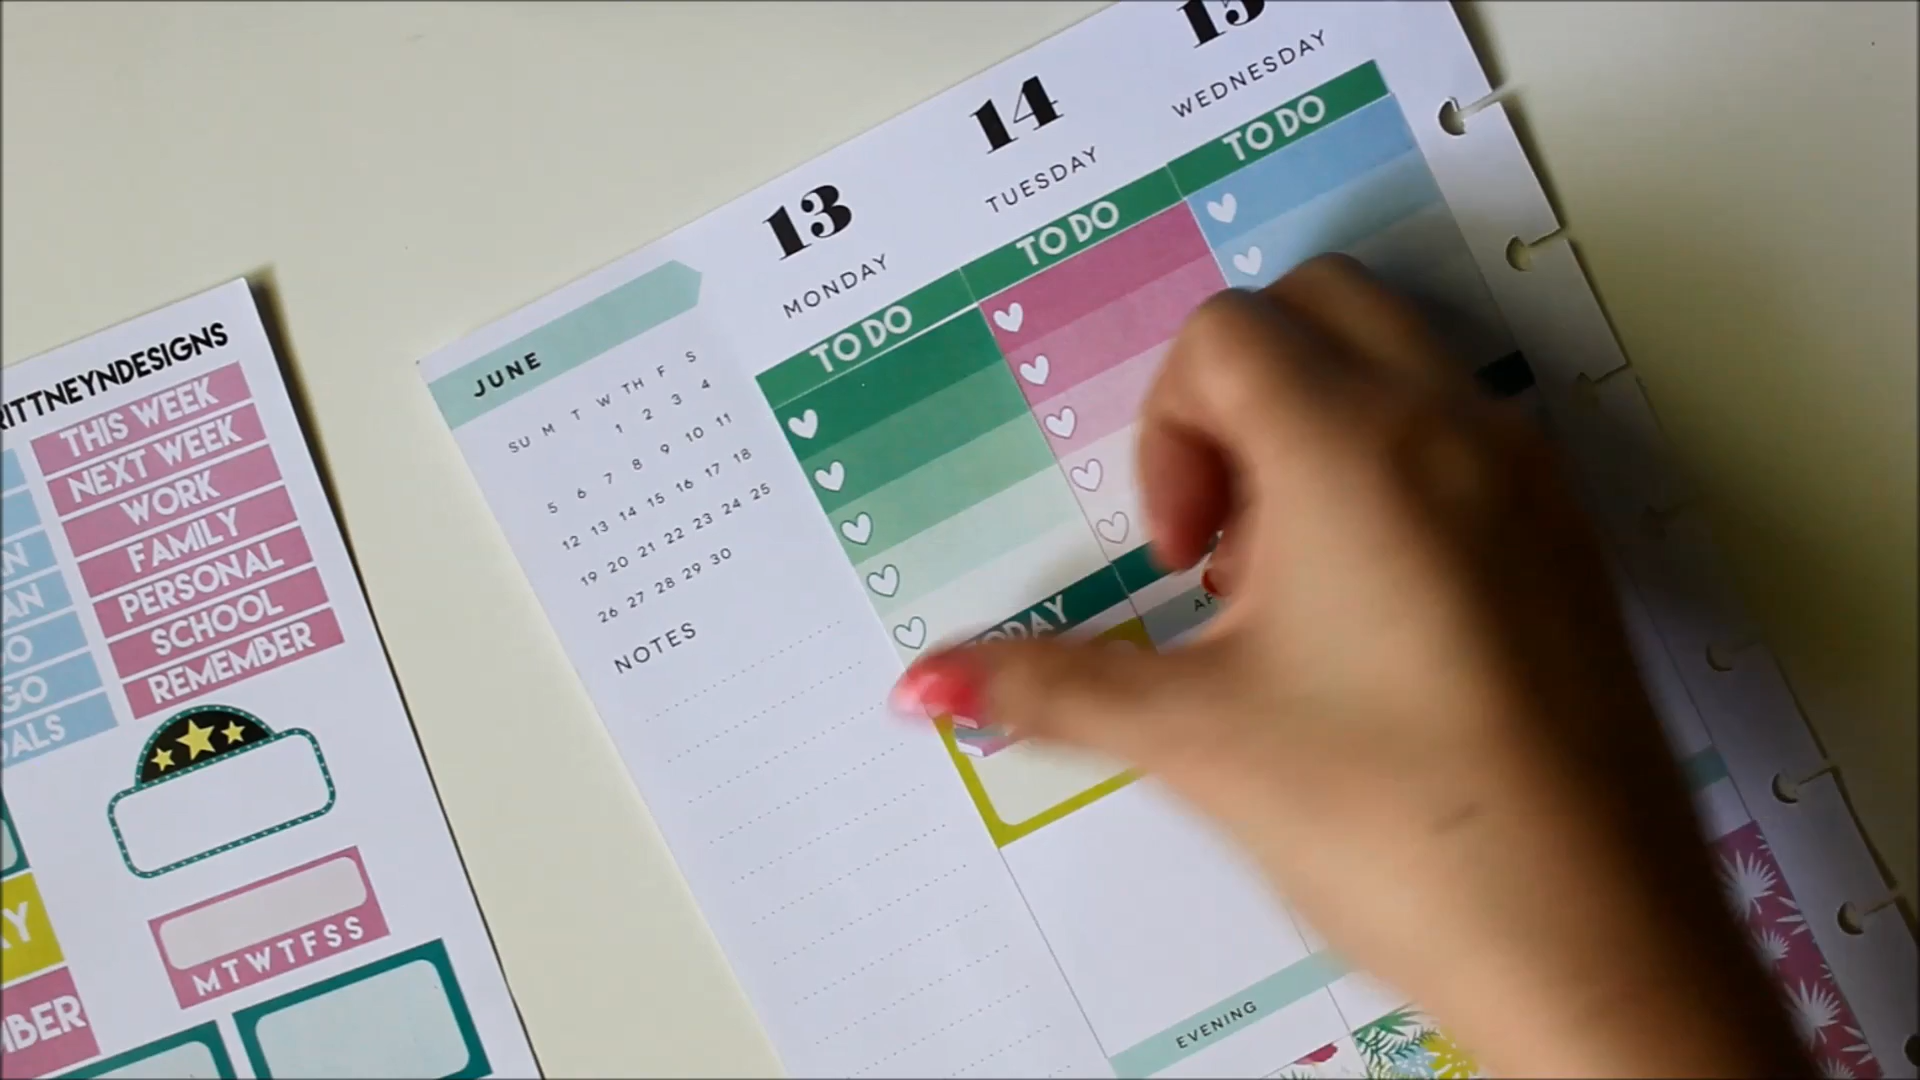 RITTNEYNDESIGNS
THIS WEEK
NEXT WEEK
WORK
FAMILY
PERSONAL
SCHOOL
REMEMBER
GO
M T W T F S S
JUNE
SU M T W TH F S
1 2 3 4
5 6 7 8 9 10 11
12 13 14 15 16 17 18
19 20 21 22 23 24 25
26 27 28 29 30
NOTES
13
MONDAY
TO DO
14
TUESDAY
TO DO
15
WEDNESDAY
TO DO
EVENING